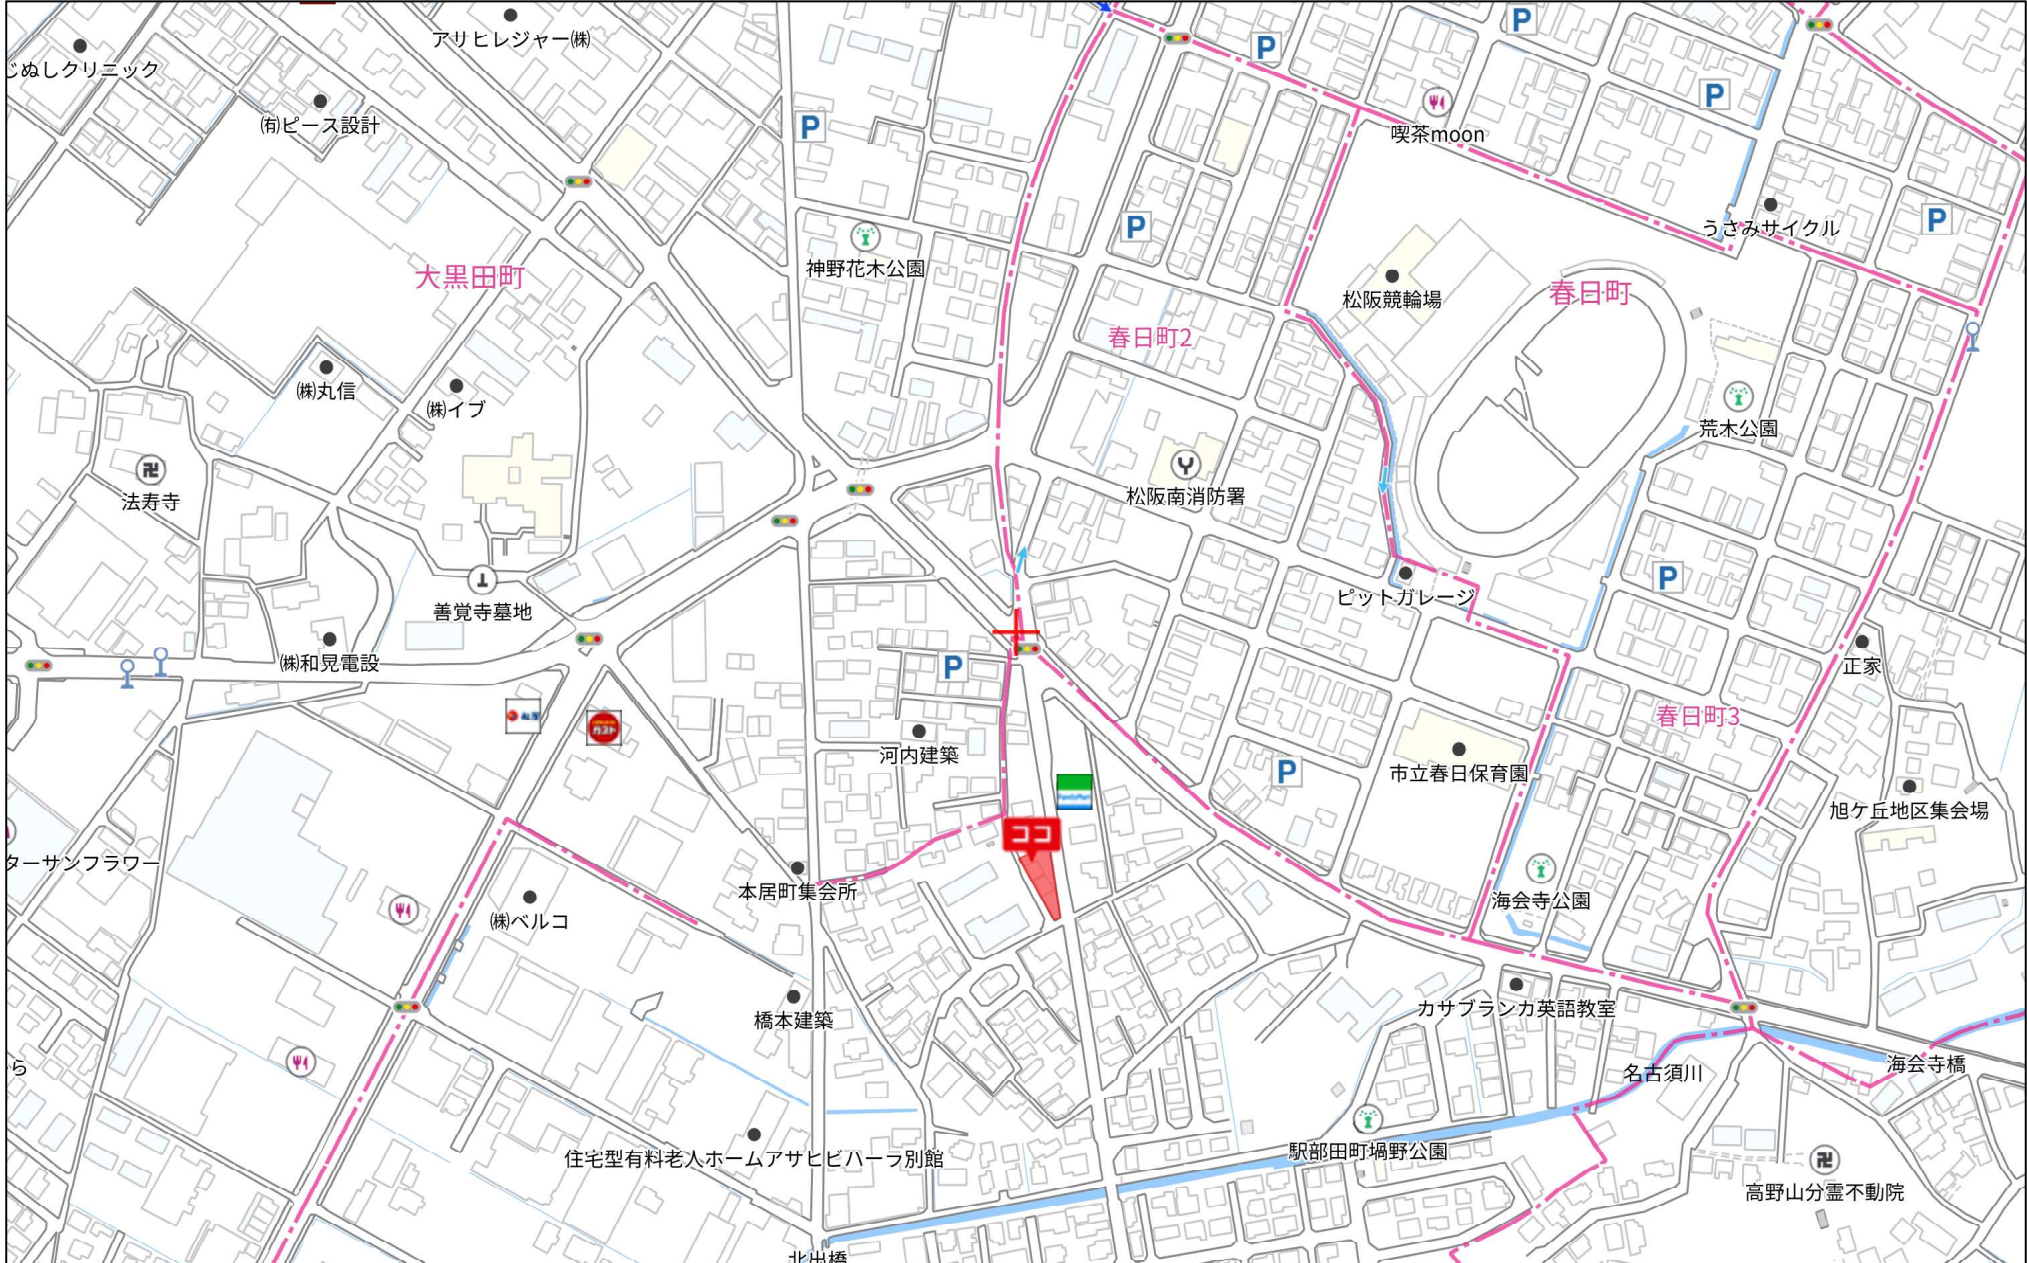 アリヒレジャー㈱
じぬしクリニック
㈲ピース設計
P
P
P
P
喫茶moon
P
うさみサイクル
P
神野花木公園
大黒田町
松阪競輪場
春日町
春日町2
㈱丸信
㈱イブ
荒木公園
法寿寺
松阪南消防署
P
ピットガレージ
善覚寺墓地
㈱和晃電設
P
正家
春日町3
ガスト
河内建築
P
市立春日保育園
FamilyMart
旭ケ丘地区集会場
ココ
ターサンフラワー
本居町集会所
㈱ベルコ
海会寺公園
橋本建築
カサブランカ英語教室
ら
名古須川
海会寺橋
住宅型有料老人ホームアサヒビハーラ別館
駅部田町堝野公園
高野山分霊不動院
北出橋